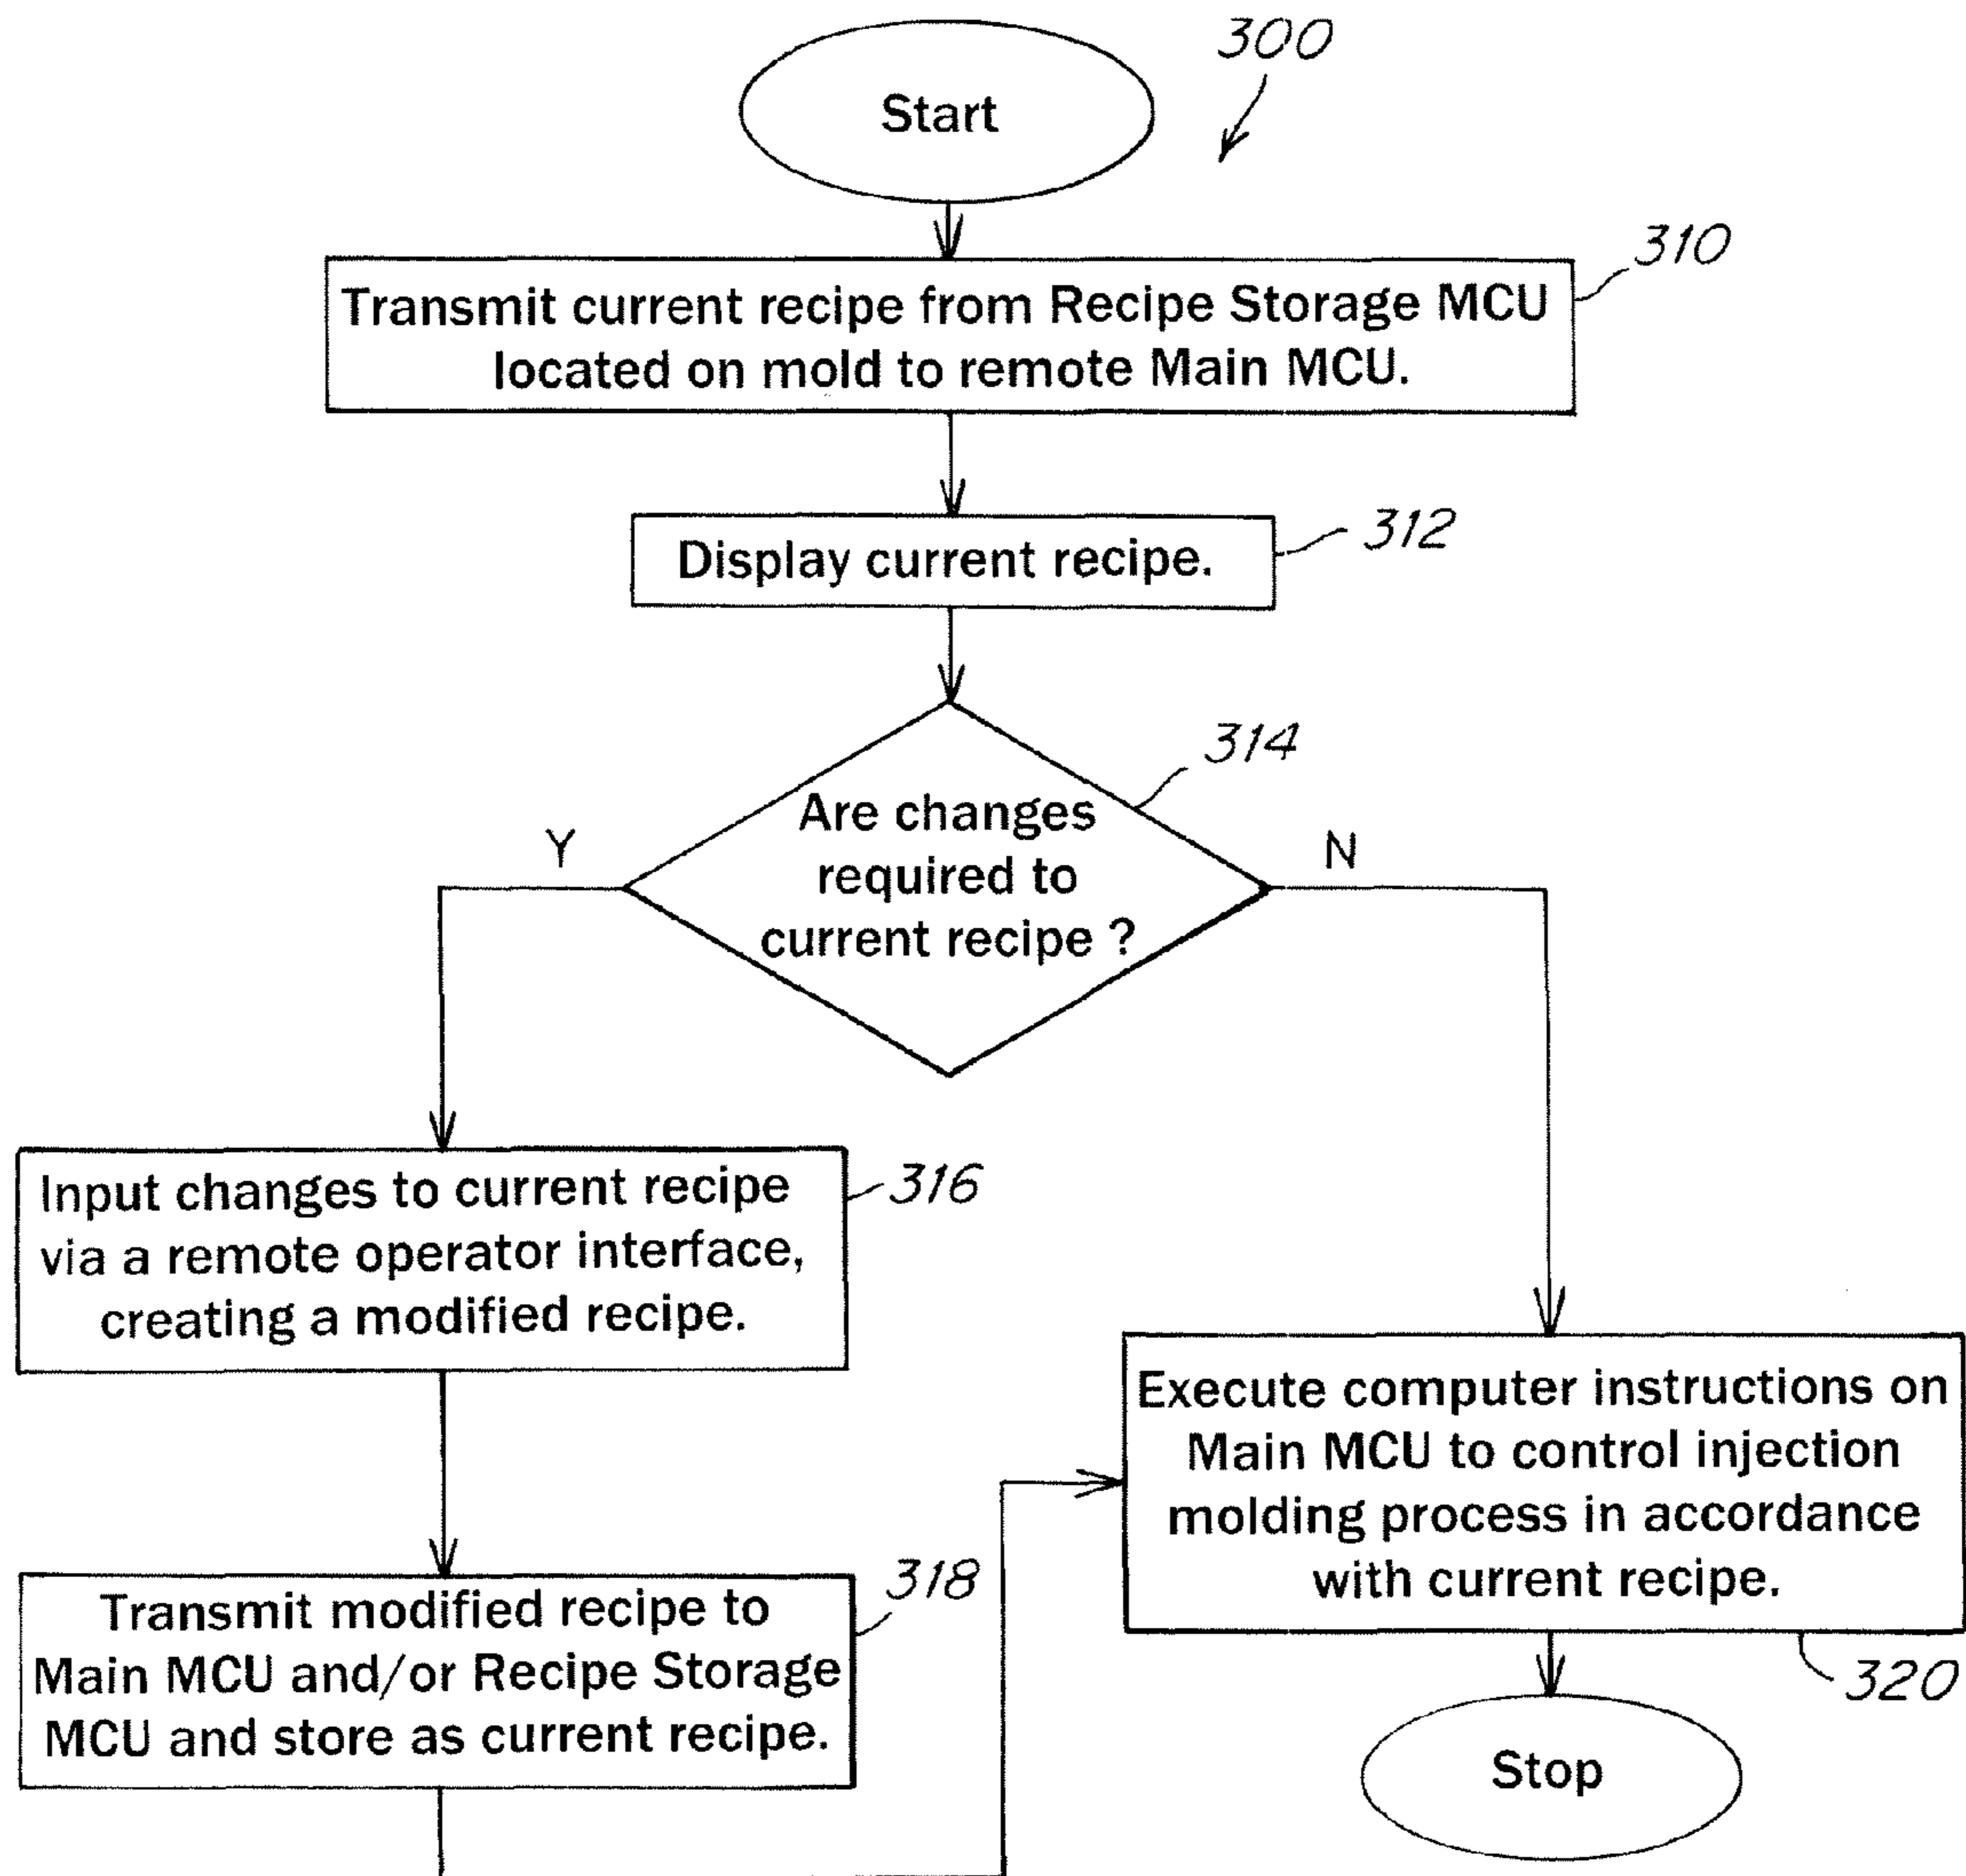 300
Start
310
Transmit current recipe from Recipe Storage MCU
located on mold to remote Main MCU.
312
Display current recipe.
314
Are changes
required to
current recipe ?
Y
N
316
Input changes to current recipe
via a remote operator interface,
creating a modified recipe.
318
Transmit modified recipe to
Main MCU and/or Recipe Storage
MCU and store as current recipe.
Execute computer instructions on
Main MCU to control injection
molding process in accordance
with current recipe.
320
Stop